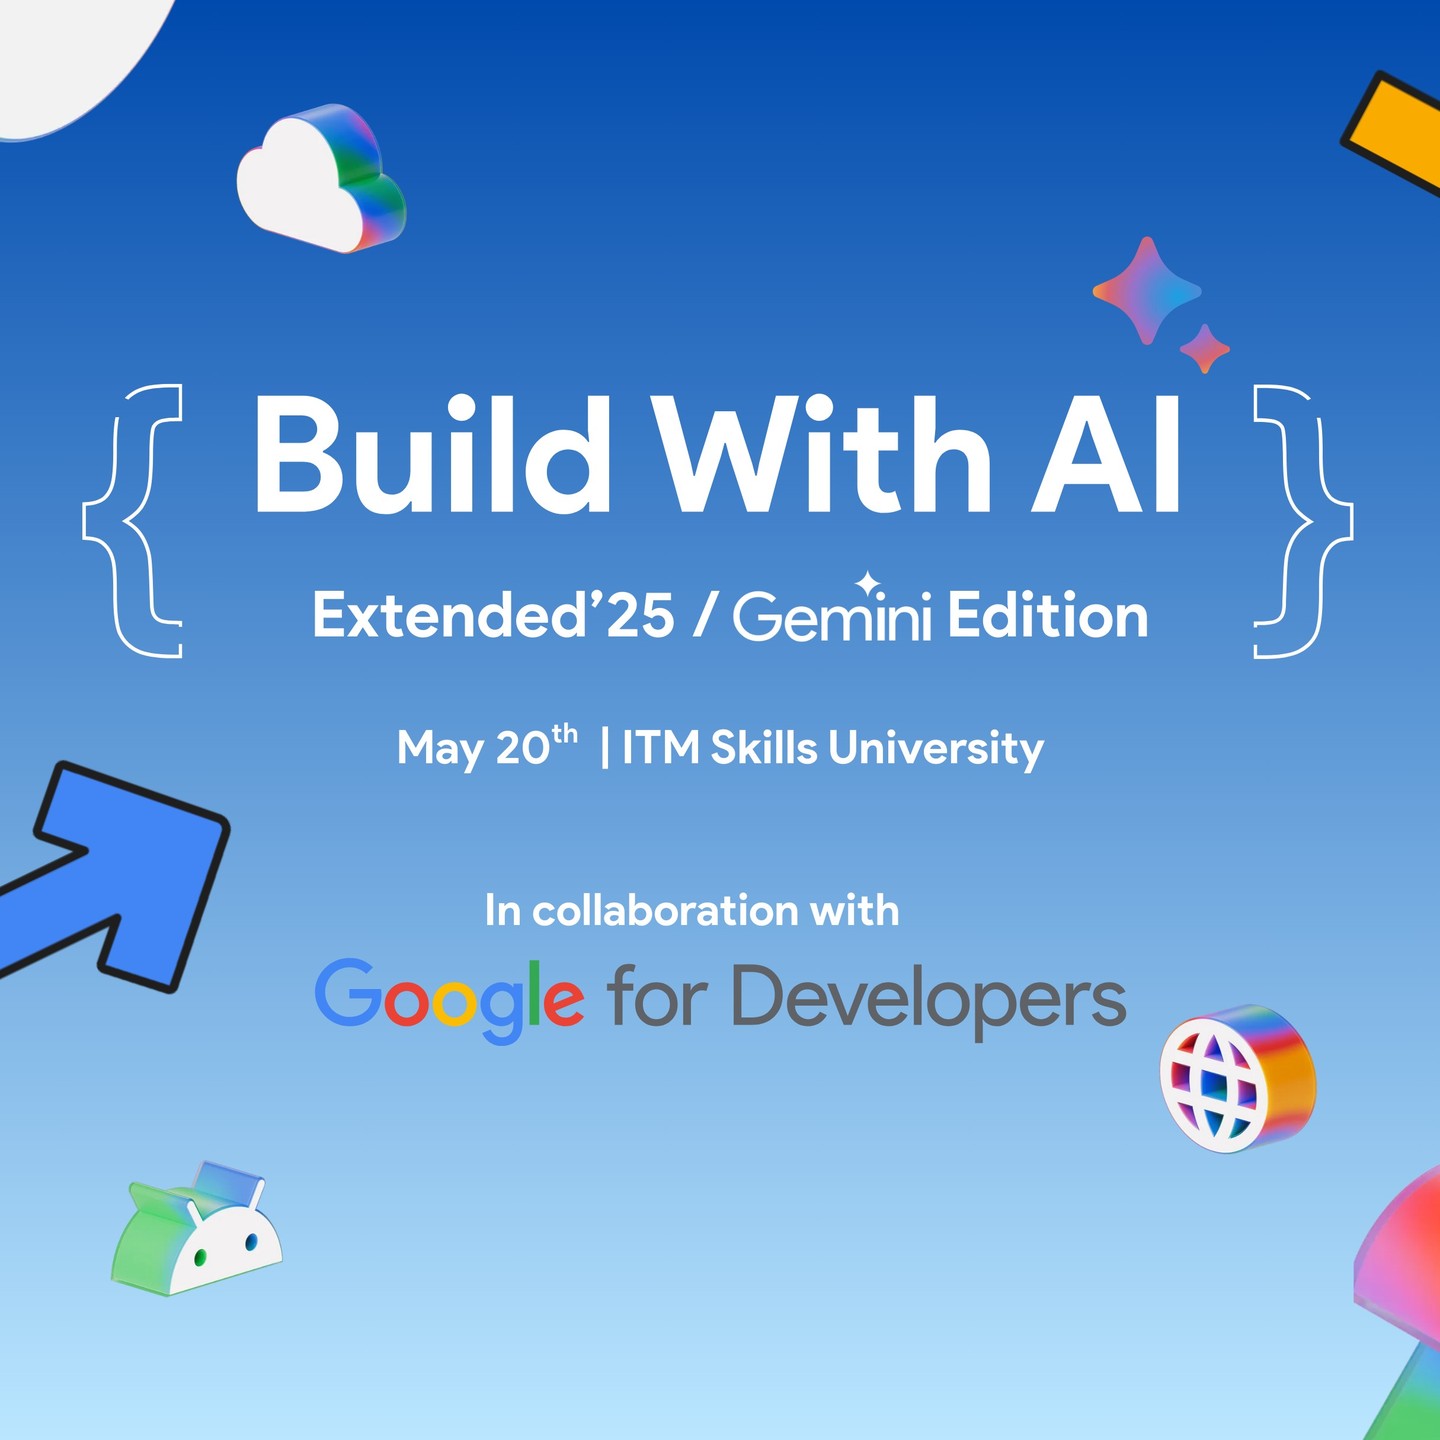 { Build With AI }
Extended’25 / Gemini Edition
May 20th | ITM Skills University
In collaboration with
Google for Developers